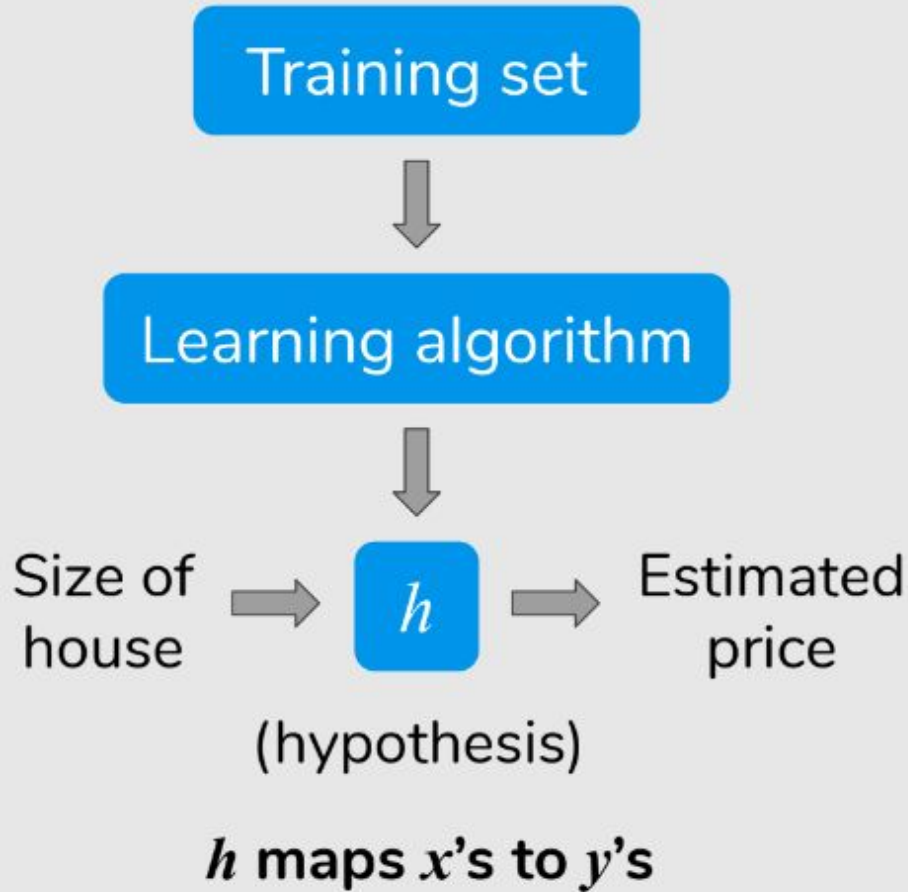 Training set
Learning algorithm
Size of
house
h
Estimated
price
(hypothesis)
h maps x’s to y’s